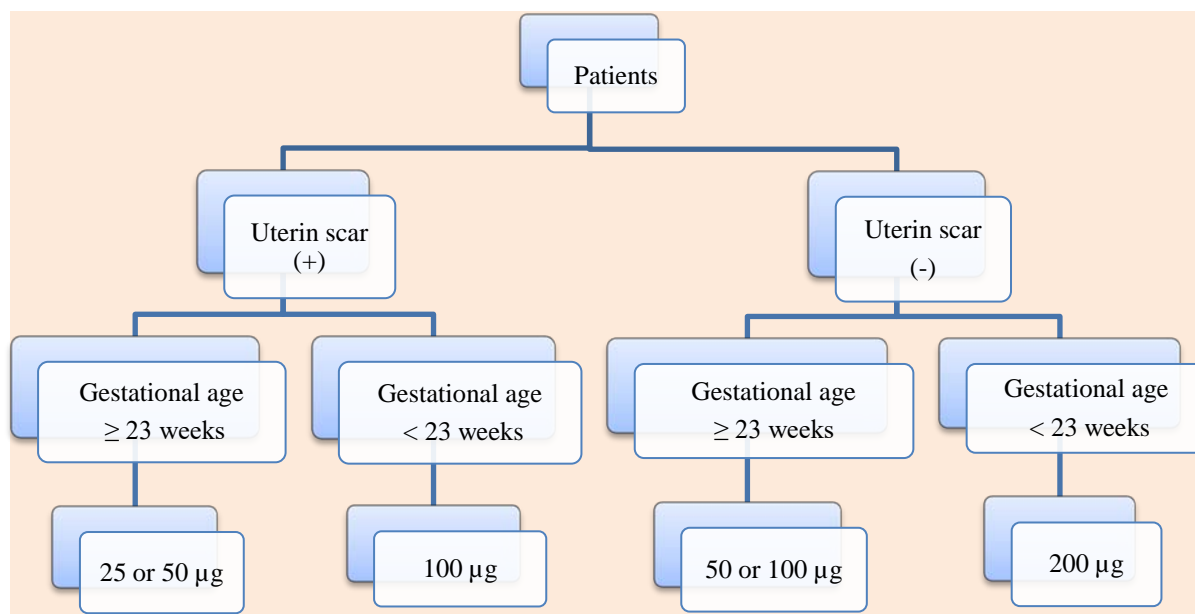 Patients
Uterin scar
(+)
Uterin scar
(-)
Gestational age
≥ 23 weeks
Gestational age
< 23 weeks
Gestational age
≥ 23 weeks
Gestational age
< 23 weeks
25 or 50 µg
100 µg
50 or 100 µg
200 µg